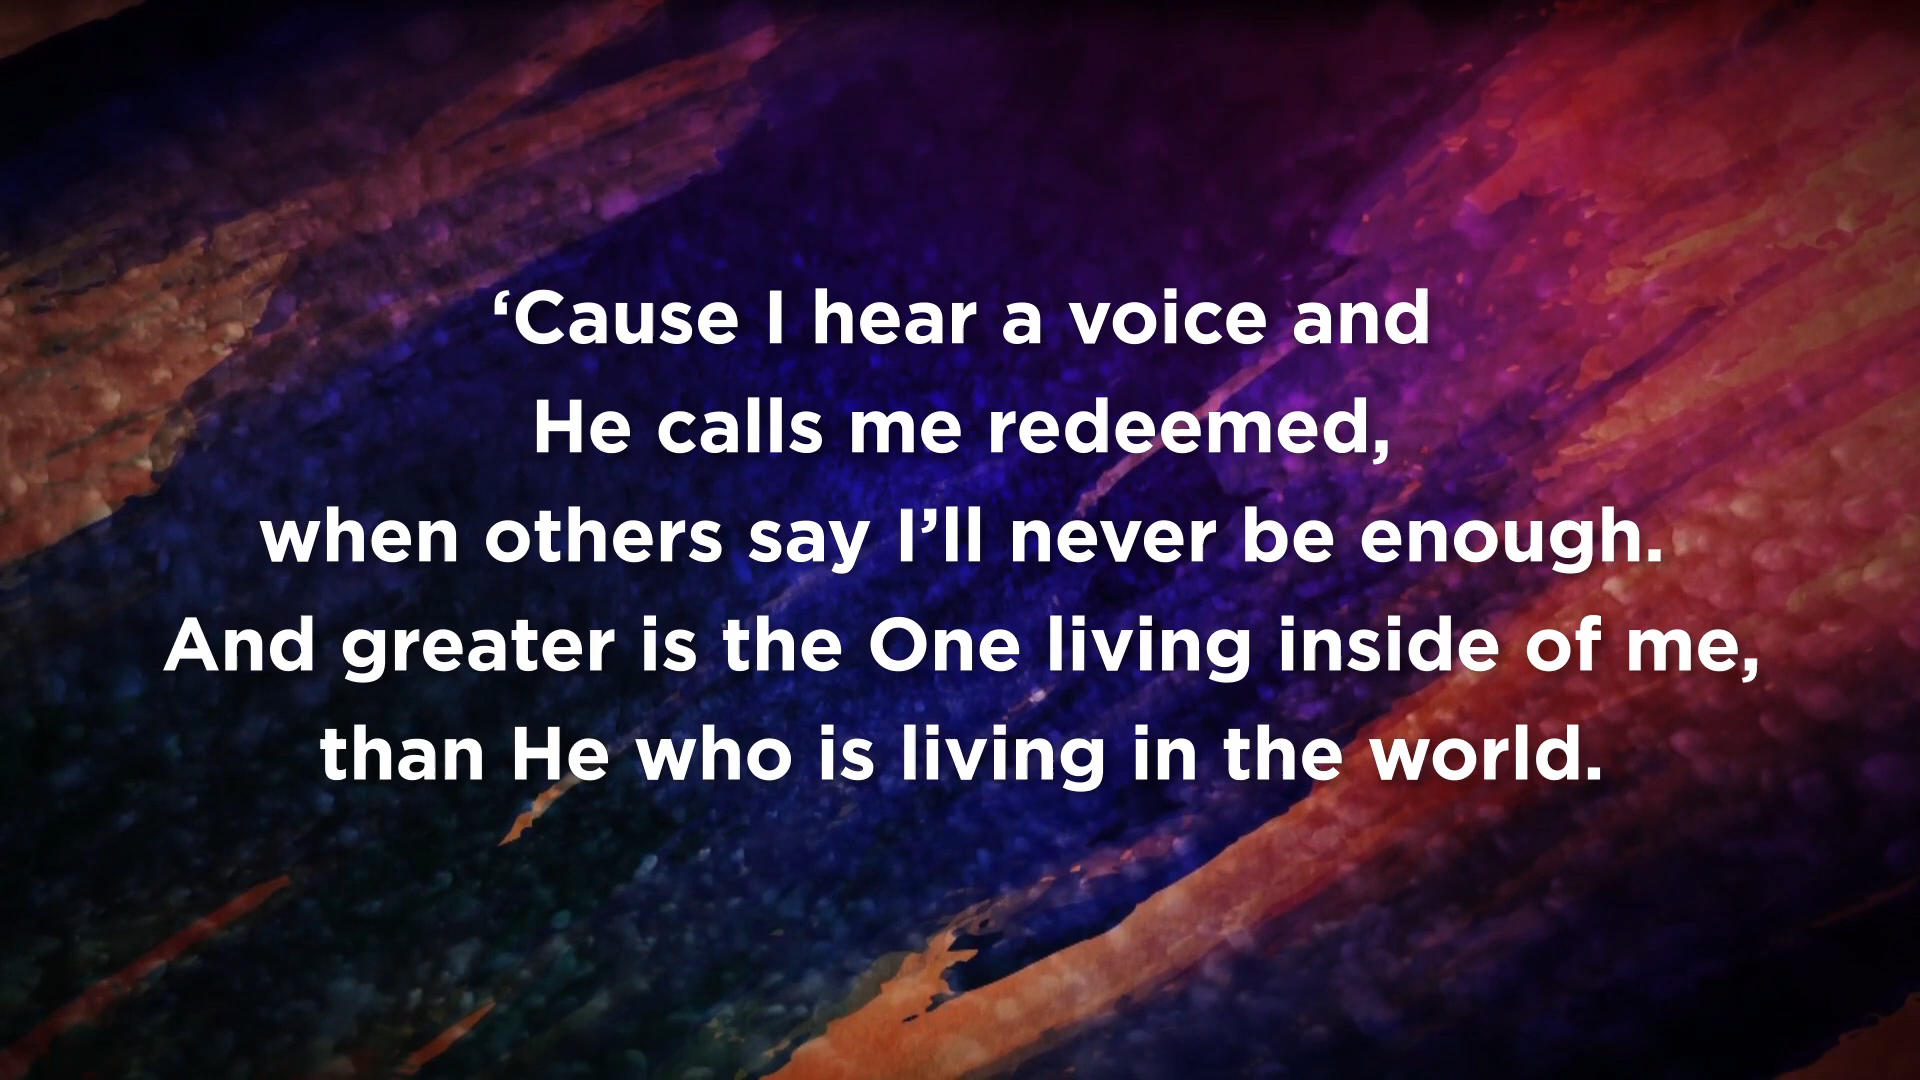 ‘Cause I hear a voice and
He calls me redeemed,
when others say I’ll never be enough.
And greater is the One living inside of me,
than He who is living in the world.